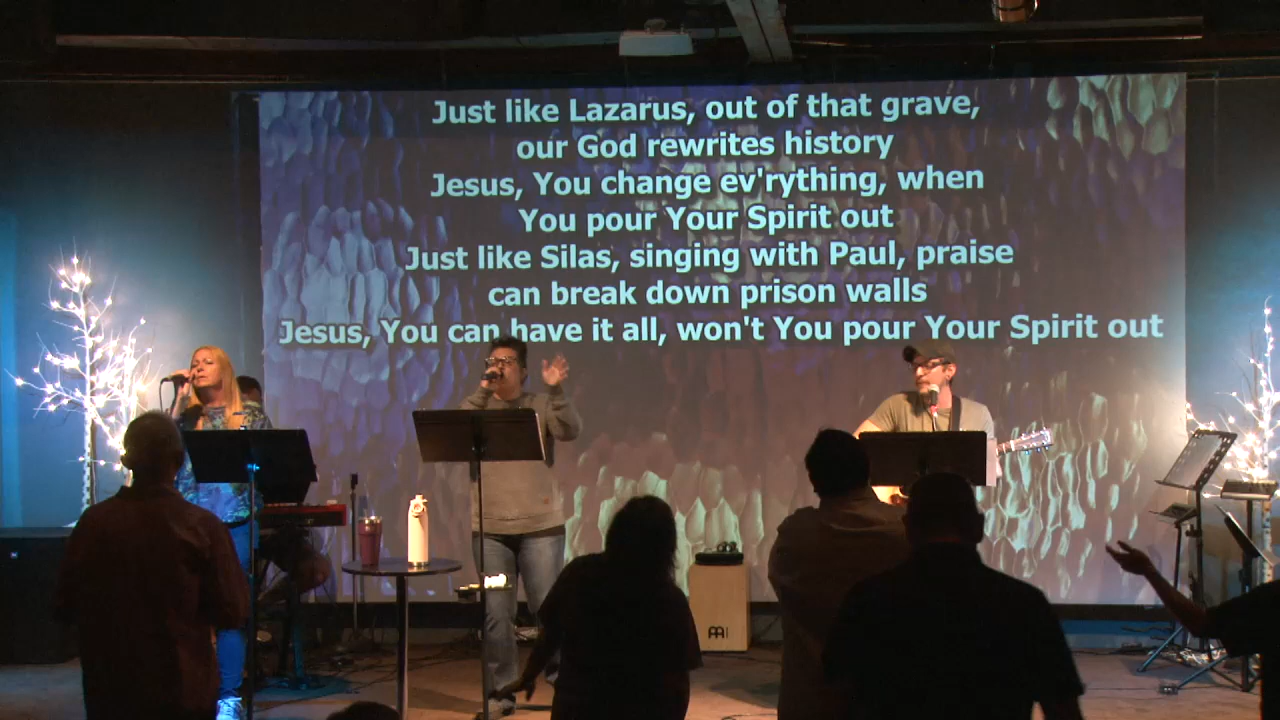 Just like Lazarus, out of that grave,
our God rewrites history
Jesus, You change ev'rything, when
You pour Your Spirit out
Just like Silas, singing with Paul, praise
can break down prison walls
Jesus, You can have it all, won't You pour Your Spirit out